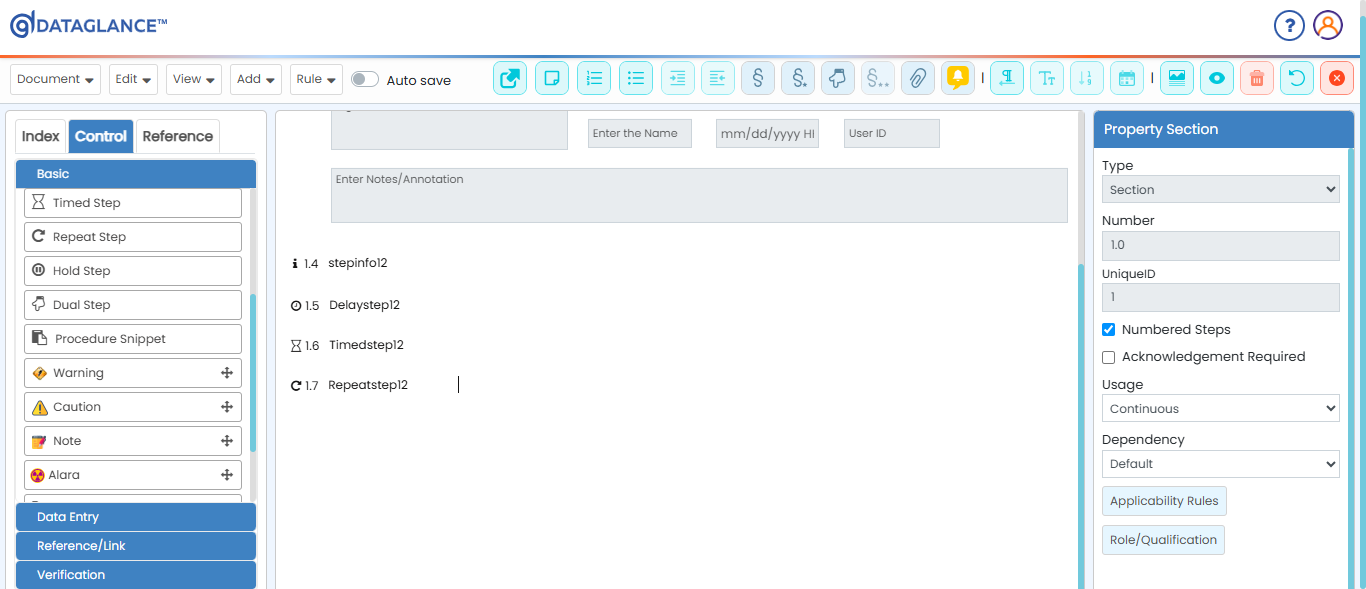 DATAGLANCE™
?
Document Edit View Add Rule Auto save
Index Control Reference
Basic
Timed Step
Repeat Step
Hold Step
Dual Step
Procedure Snippet
Warning
Caution
Note
Alara
Data Entry
Reference/Link
Verification
Enter the Name mm/dd/yyyy HI User ID
Enter Notes/Annotation
1.4 stepinfo12
1.5 Delaystep12
1.6 Timedstep12
1.7 Repeatstep12
Property Section
Type
Section
Number
1.0
UniqueID
1
Numbered Steps
Acknowledgement Required
Usage
Continuous
Dependency
Default
Applicability Rules
Role/Qualification